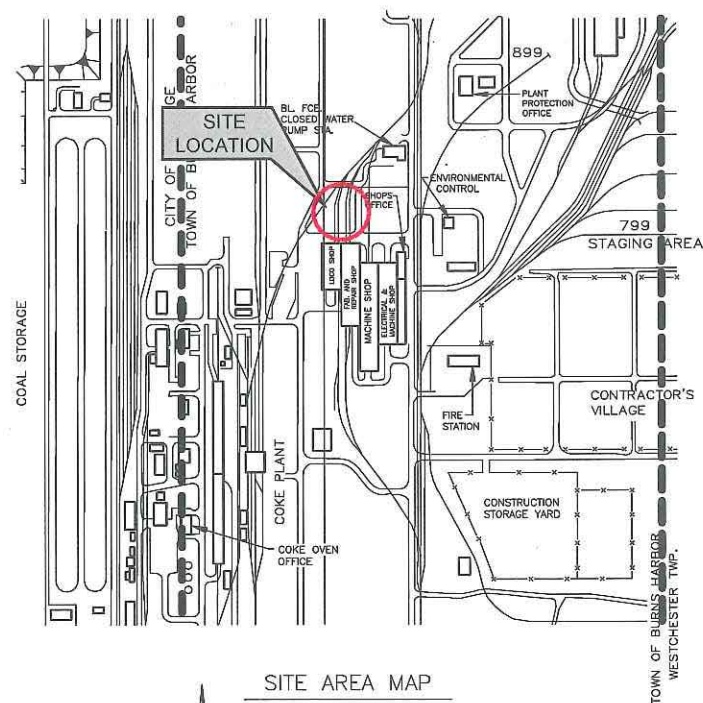 899
PLANT
PROTECTION
OFFICE
CITY OF
GE
TOWN OF BU
ARBOR
BL. FCE.
CLOSED WATER
PUMP STA.
SITE
LOCATION
ENVIRONMENTAL
CONTROL
SHOPS
OFFICE
799
STAGING AREA
LOCO SHOP
FAB. AND
REPAIR SHOP
MACHINE SHOP
ELECTRICAL &
MACHINE SHOP
COAL STORAGE
FIRE
STATION
CONTRACTOR'S
VILLAGE
COKE PLANT
CONSTRUCTION
STORAGE YARD
COKE OVEN
OFFICE
TOWN OF BURNS HARBOR
WESTCHESTER TWP.
SITE AREA MAP